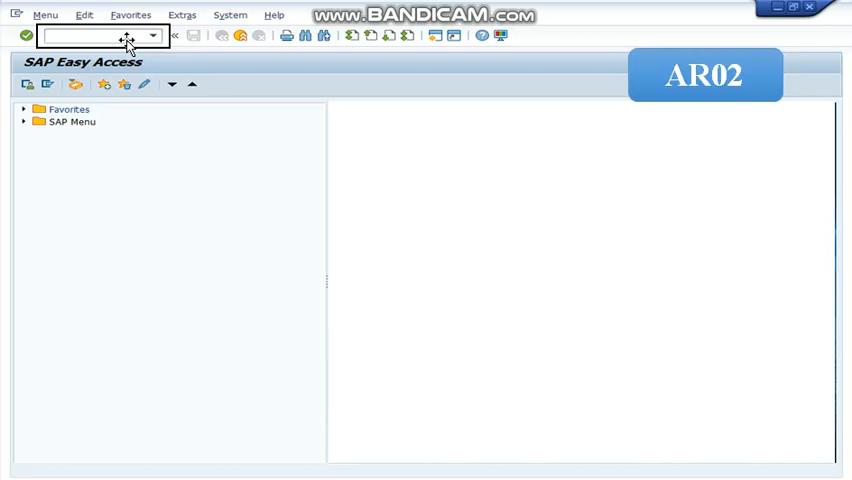 Menu Edit Favorites Extras System Help
www.BANDICAM.com
SAP Easy Access
AR02
Favorites
SAP Menu